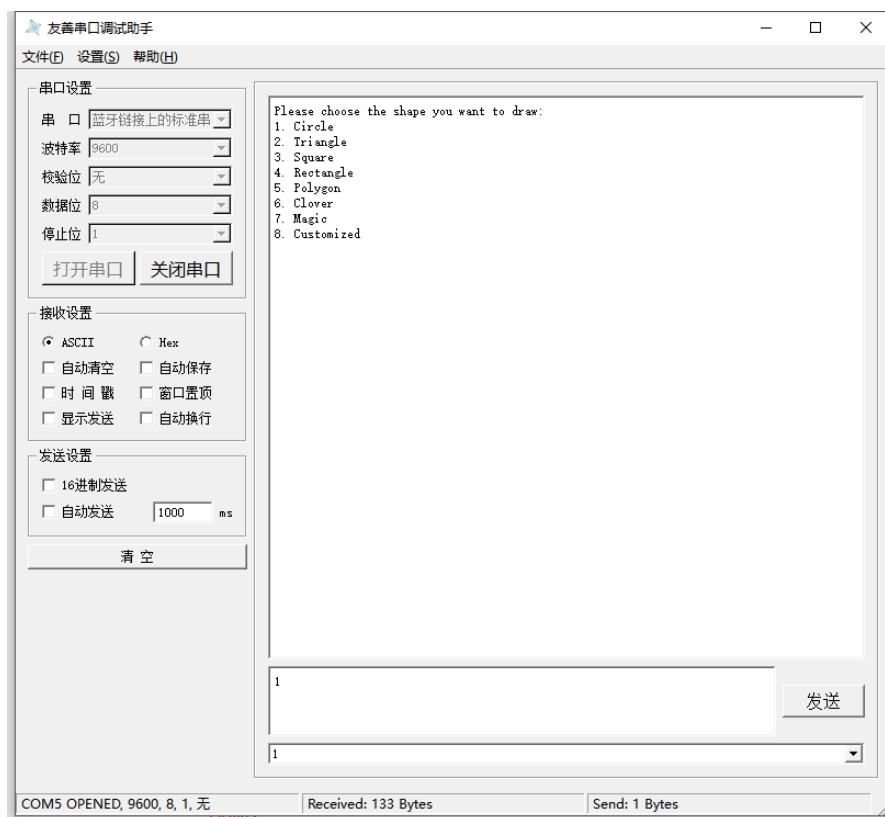 友善串口调试助手
文件(F) 设置(S) 帮助(H)
串口设置
串 口 蓝牙链接上的标准串
波特率 9600
校验位 无
数据位 8
停止位 1
打开串口 关闭串口
接收设置
ASCII Hex
自动清空 自动保存
时 间 戳 窗口置顶
显示发送 自动换行
发送设置
16进制发送
自动发送 1000 ms
清 空
Please choose the shape you want to draw:
1. Circle
2. Triangle
3. Square
4. Rectangle
5. Polygon
6. Clover
7. Magic
8. Customized
1
发送
1
COM5 OPENED, 9600, 8, 1, 无 Received: 133 Bytes Send: 1 Bytes